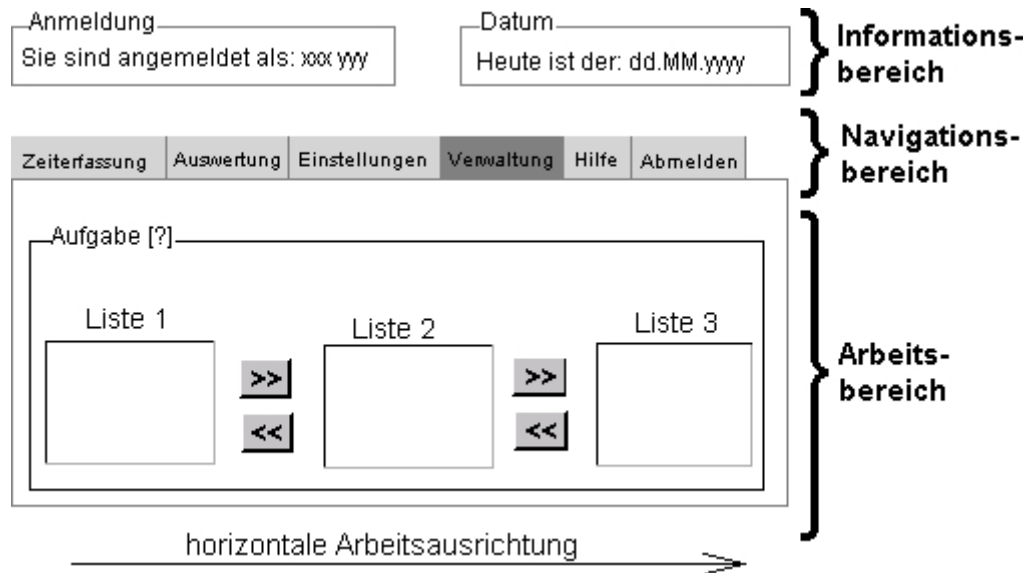 Anmeldung
Sie sind angemeldet als: xxx yyy
Datum
Heute ist der: dd.MM.yyyy
Informations-
bereich
Zeiterfassung Auswertung Einstellungen Verwaltung Hilfe Abmelden
Navigations-
bereich
Aufgabe [?]
Liste 1
Liste 2
Liste 3
>>
<<
>>
<<
Arbeits-
bereich
horizontale Arbeitsausrichtung